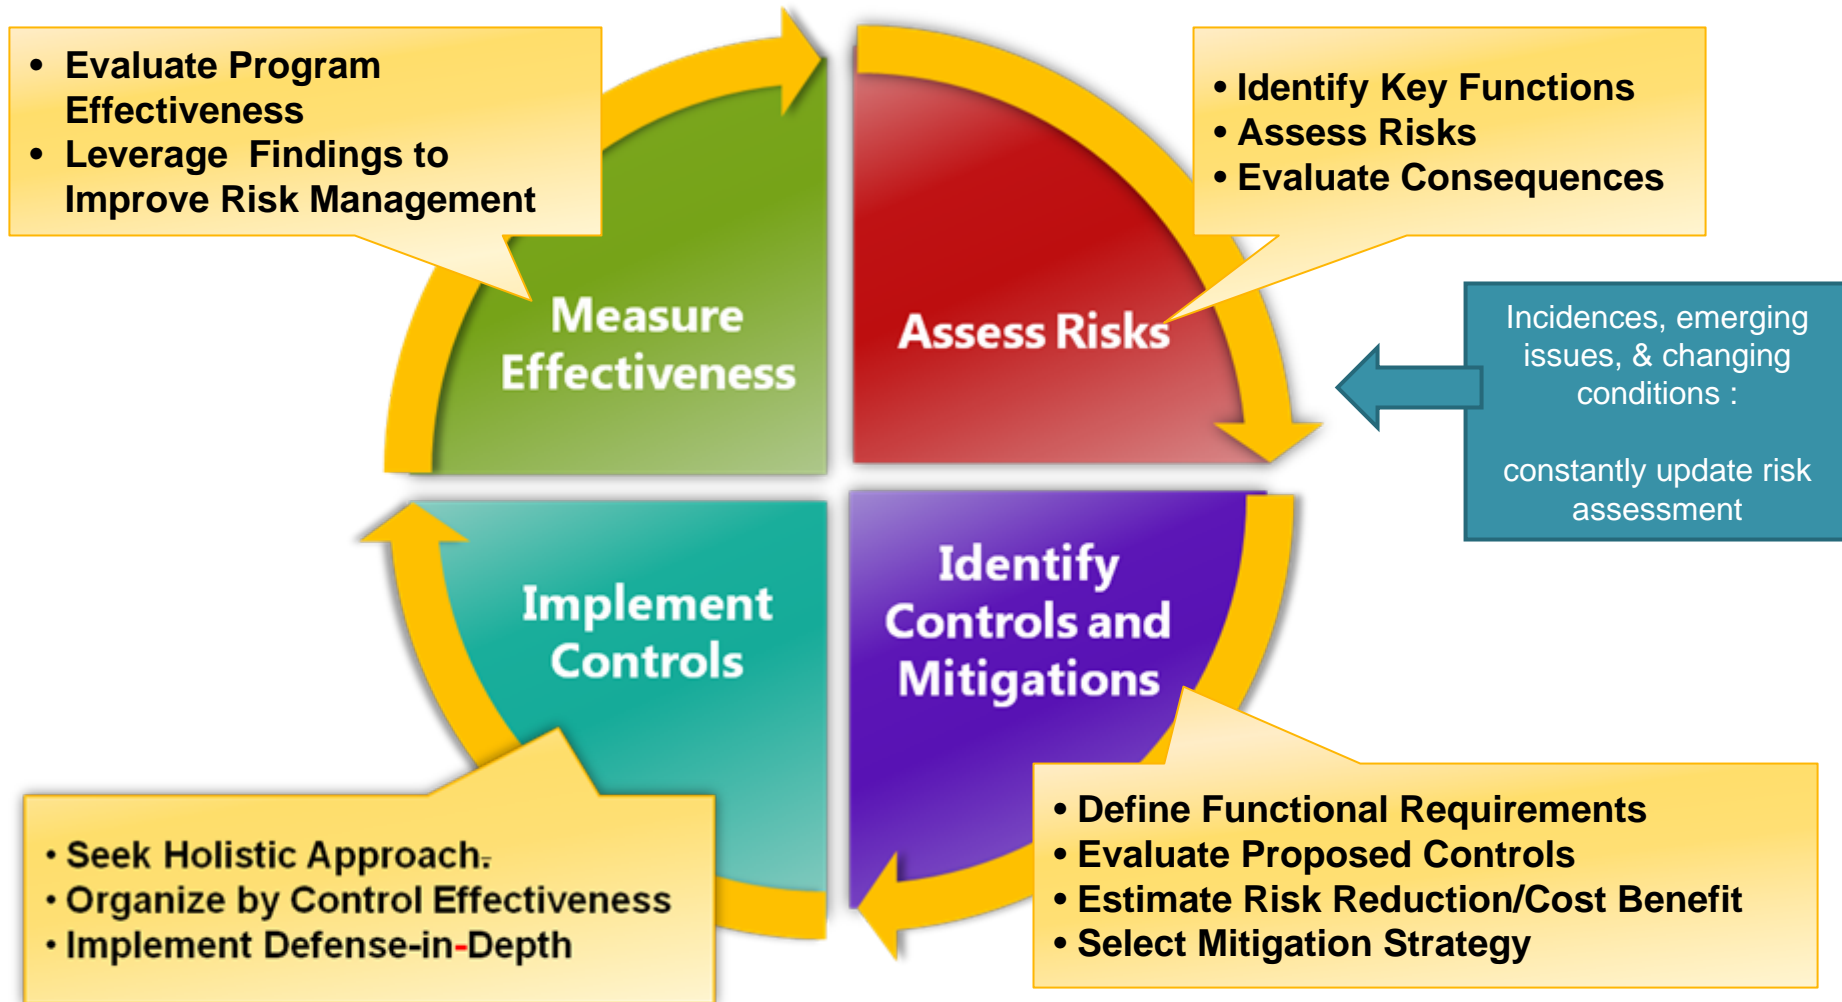 • Evaluate Program
Effectiveness
• Leverage Findings to
Improve Risk Management
• Identify Key Functions
• Assess Risks
• Evaluate Consequences
Measure
Effectiveness
Assess Risks
Incidences, emerging
issues, & changing
conditions :
constantly update risk
assessment
Implement
Controls
Identify
Controls and
Mitigations
• Seek Holistic Approach.
• Organize by Control Effectiveness
• Implement Defense-in-Depth
• Define Functional Requirements
• Evaluate Proposed Controls
• Estimate Risk Reduction/Cost Benefit
• Select Mitigation Strategy